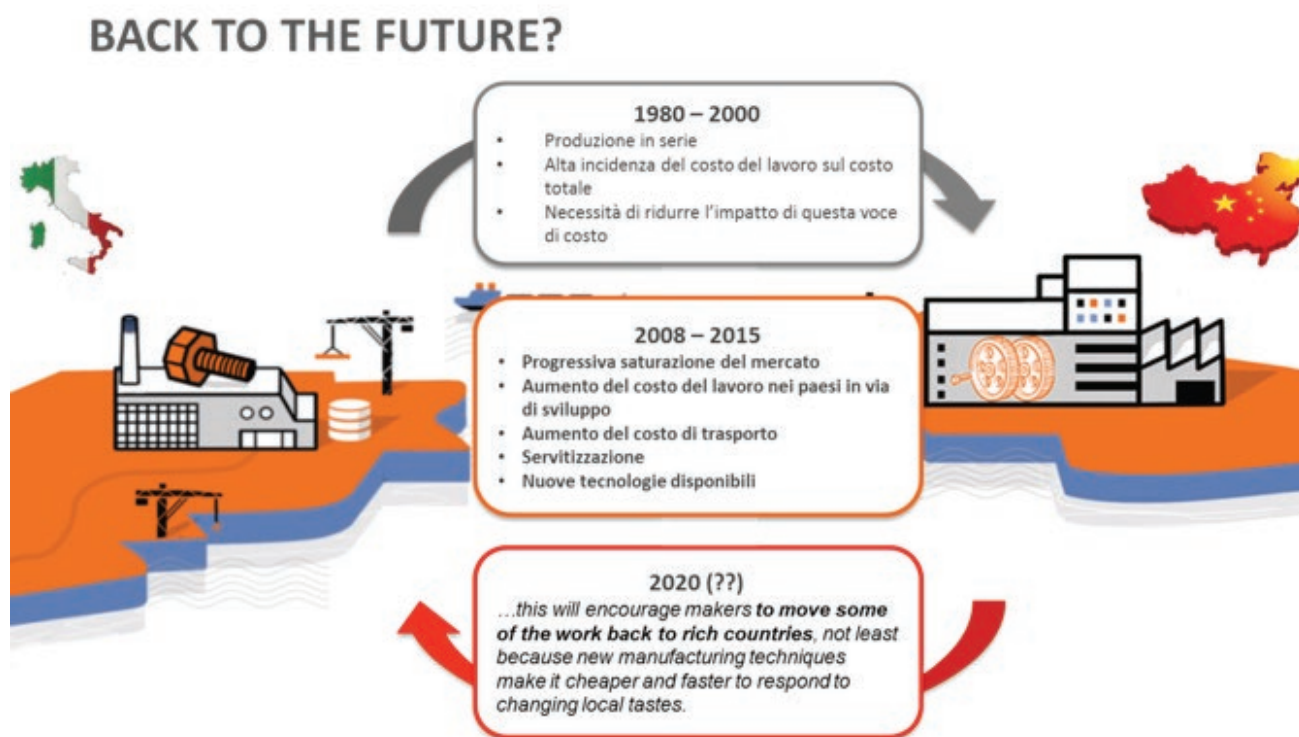 BACK TO THE FUTURE?
1980 – 2000
• Produzione in serie
• Alta incidenza del costo del lavoro sul costo
totale
• Necessità di ridurre l'impatto di questa voce
di costo
2008 – 2015
• Progressiva saturazione del mercato
• Aumento del costo del lavoro nei paesi in via
di sviluppo
• Aumento del costo di trasporto
• Servitizzazione
• Nuove tecnologie disponibili
2020 (??)
...this will encourage makers to move some
of the work back to rich countries, not least
because new manufacturing techniques
make it cheaper and faster to respond to
changing local tastes.